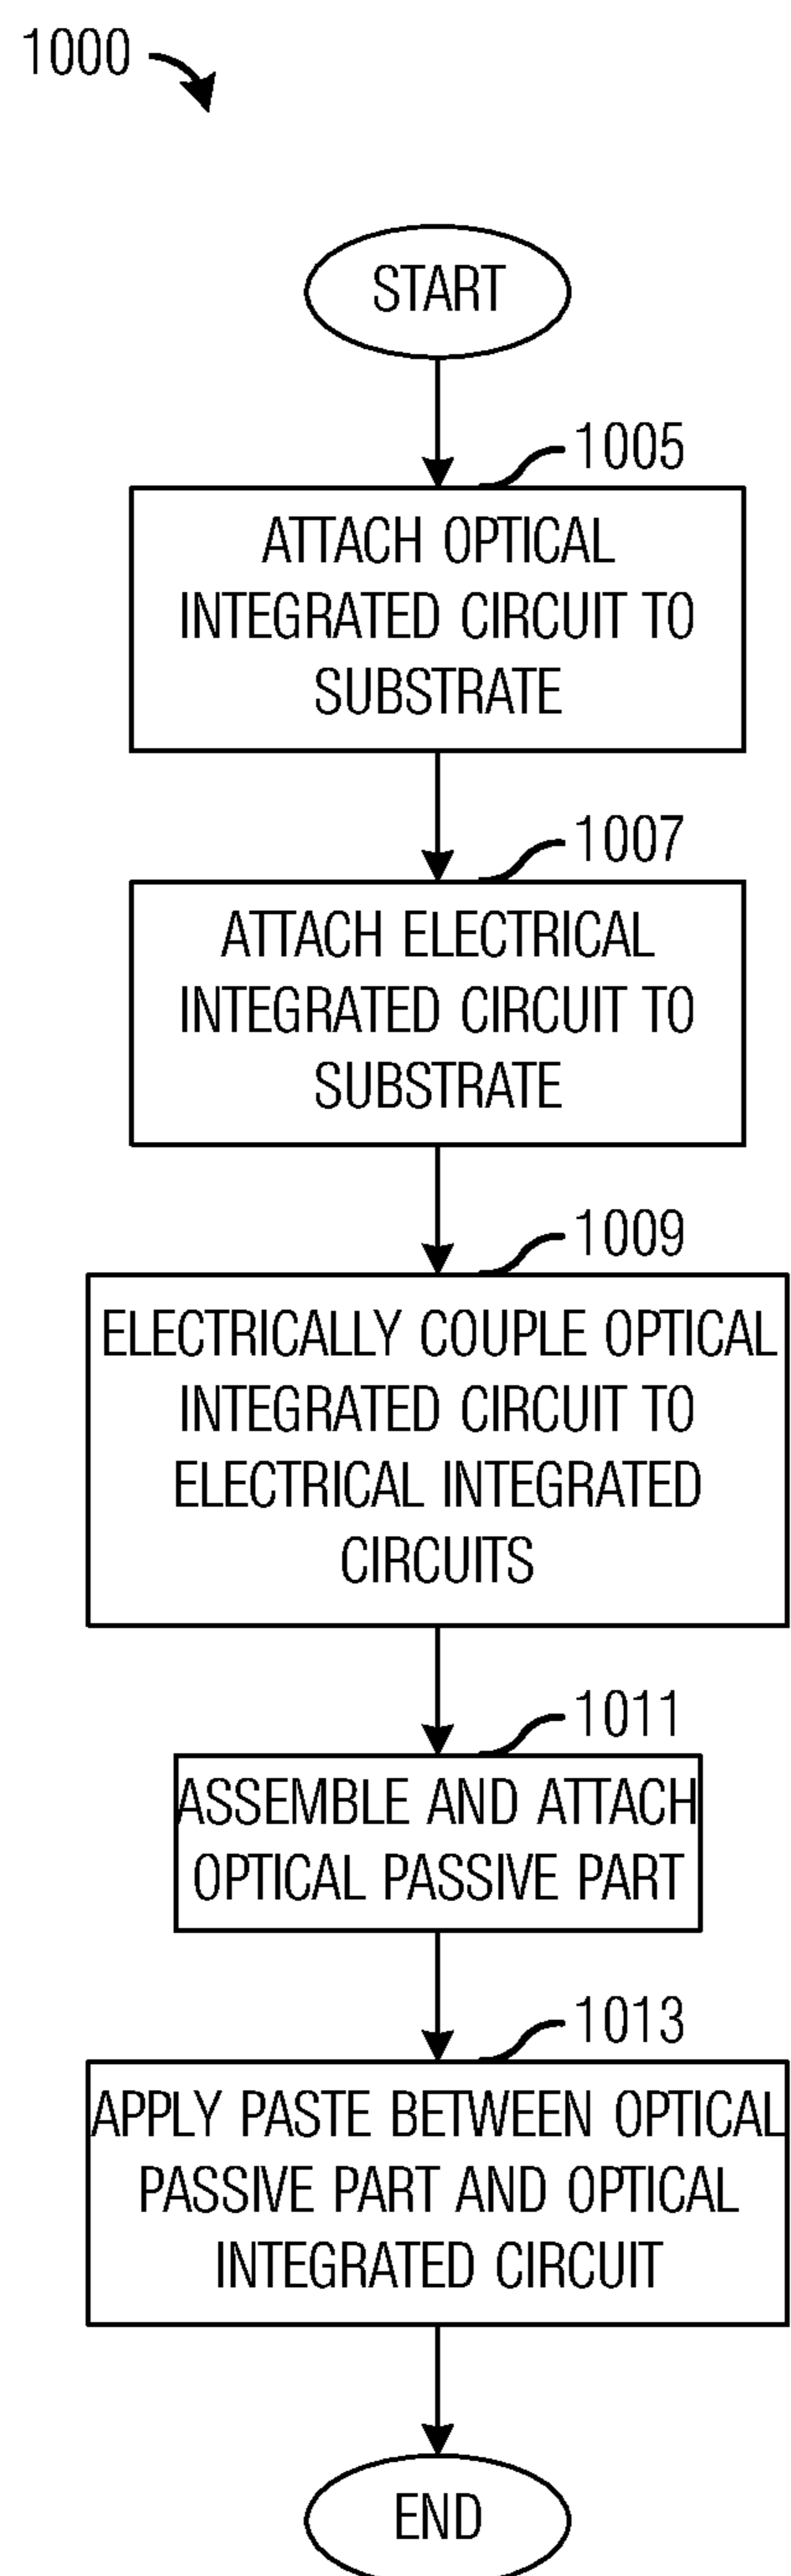 1000
START
1005
ATTACH OPTICAL
INTEGRATED CIRCUIT TO
SUBSTRATE
1007
ATTACH ELECTRICAL
INTEGRATED CIRCUIT TO
SUBSTRATE
1009
ELECTRICALLY COUPLE OPTICAL
INTEGRATED CIRCUIT TO
ELECTRICAL INTEGRATED
CIRCUITS
1011
ASSEMBLE AND ATTACH
OPTICAL PASSIVE PART
1013
APPLY PASTE BETWEEN OPTICAL
PASSIVE PART AND OPTICAL
INTEGRATED CIRCUIT
END